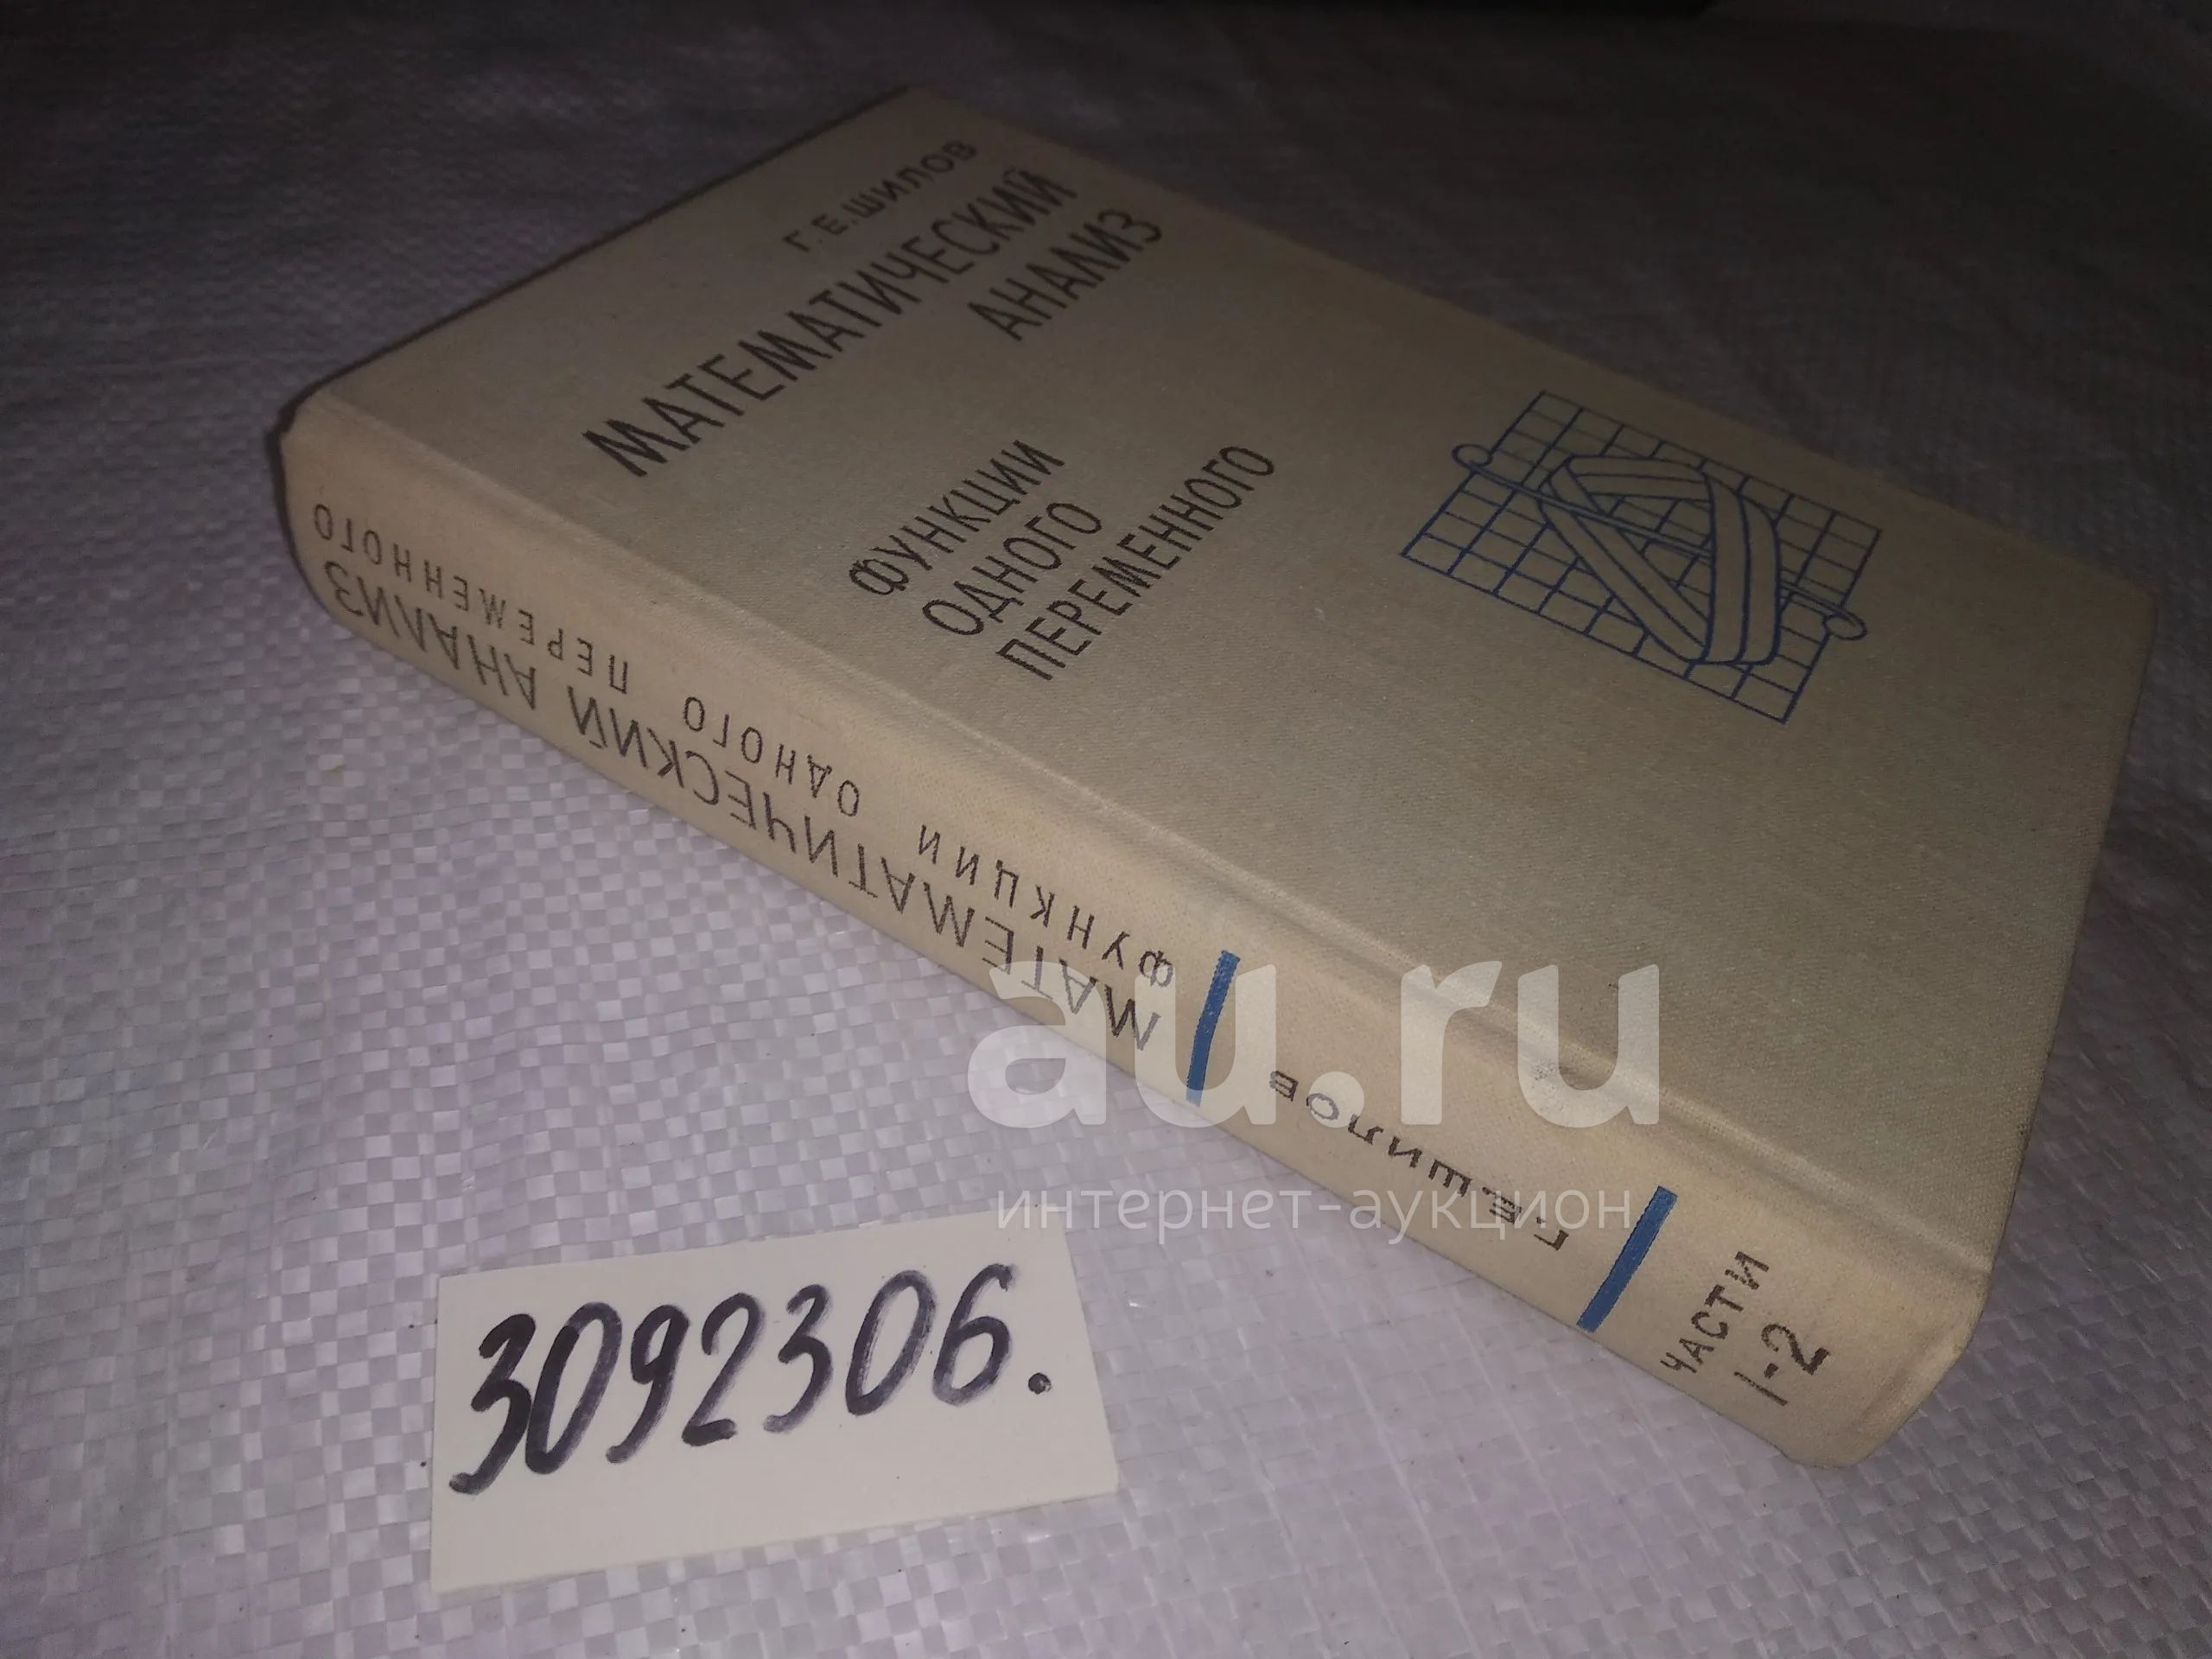 Г. Е. ШИЛОВ
МАТЕМАТИЧЕСКИЙ
АНАЛИЗ
ФУНКЦИИ
ОДНОГО
ПЕРЕМЕННОГО
МАТЕМАТИЧЕСКИЙ АНАЛИЗ
ФУНКЦИИ ОДНОГО ПЕРЕМЕННОГО
Г. Е. ШИЛОВ
ЧАСТИ
1-2
au.ru
интернет-аукцион
3092306.